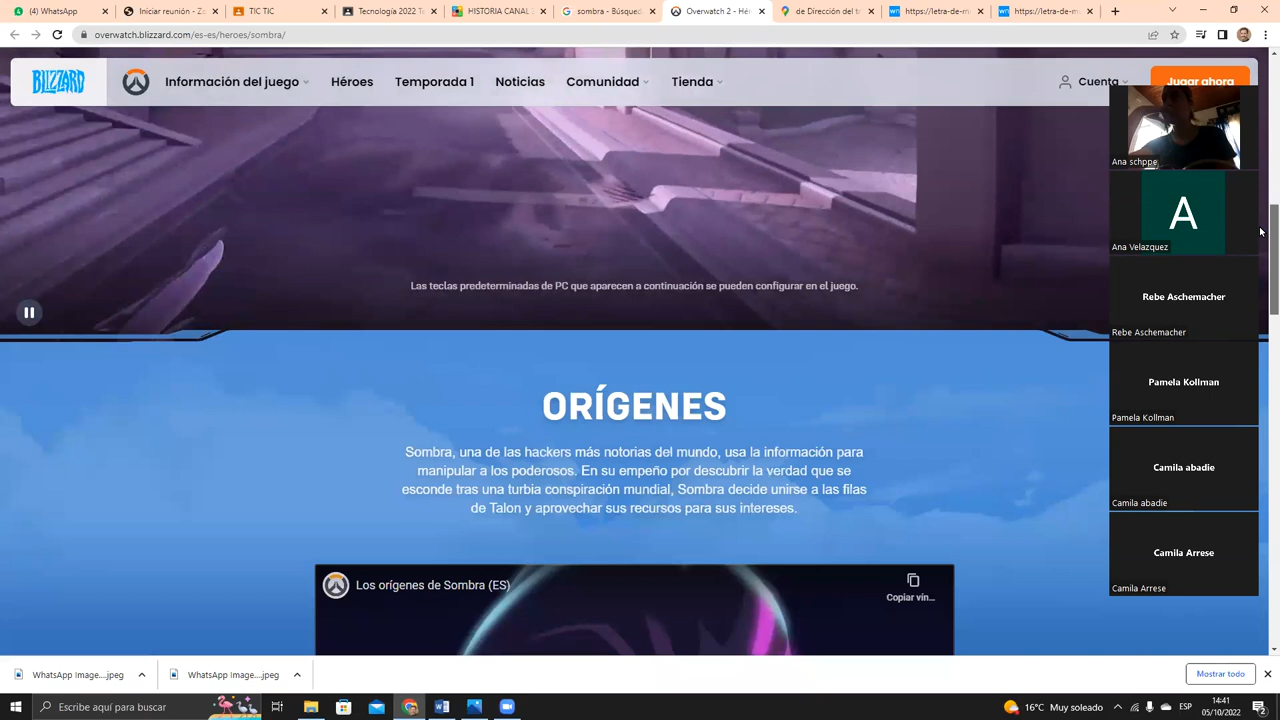 (4) WhatsApp
Iniciar reunión - Zo
TIC TIC
Tecnología 2022 Te
HISTORIA CANAL
sombra - Búsqued
Overwatch 2 - Hér
de Dirección del t
https://letra-de-m
https://letra-de-m
overwatch.blizzard.com/es-es/heroes/sombra/
BLIZZARD
Información del juego
Héroes
Temporada 1
Noticias
Comunidad
Tienda
Cuenta
Jugar ahora
Ana schppe
A
Ana Velazquez
Las teclas predeterminadas de PC que aparecen a continuación se pueden configurar en el juego.
Rebe Aschemacher
Rebe Aschemacher
Pamela Kollman
Pamela Kollman
ORÍGENES
Sombra, una de las hackers más notorias del mundo, usa la información para
manipular a los poderosos. En su empeño por descubrir la verdad que se
esconde tras una turbia conspiración mundial, Sombra decide unirse a las filas
de Talon y aprovechar sus recursos para sus intereses.
Camila abadie
Camila abadie
Camila Arrese
Camila Arrese
Los orígenes de Sombra (ES)
Copiar vín...
WhatsApp Image....jpeg
WhatsApp Image....jpeg
Mostrar todo
Escribe aquí para buscar
16°C Muy soleado
ESP
14:41
05/10/2022
2